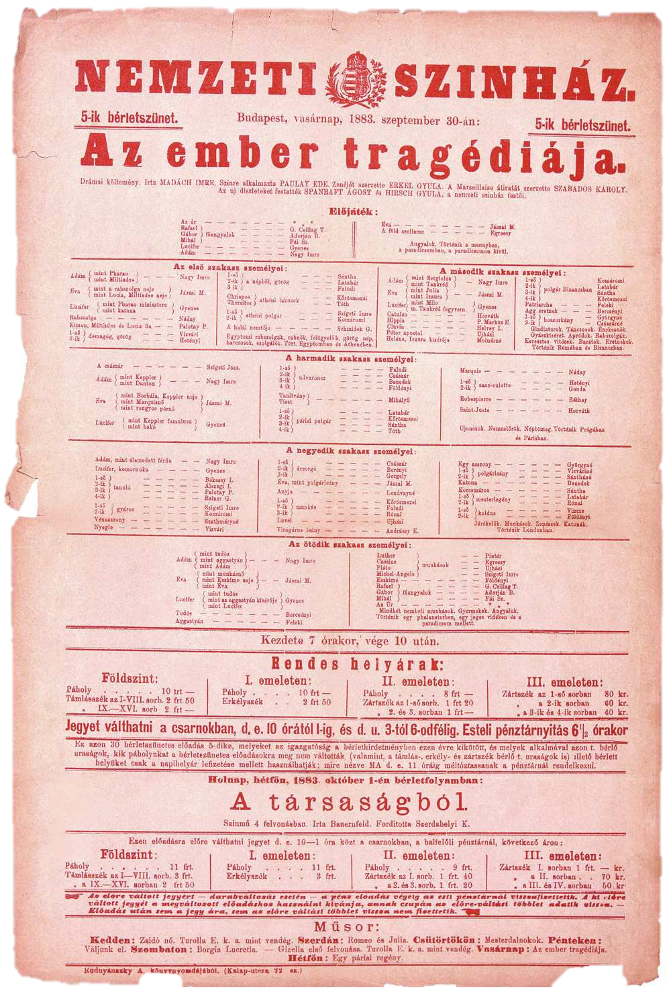 NEMZETI SZINHÁZ.
5-ik bérletszünet.
Budapest, vasárnap, 1883. szeptember 30-án:
5-ik bérletszünet.
Az ember tragédiája.
Drámai költemény. Irta MADÁCH IMRE. Szinre alkalmazta PAULAY EDE. Zenéjét szerzette ERKEL GYULA. A Marseillaise átiratát szerzette SZABADOS KÁROLY.
Az uj diszleteket festették SPANRAFT ÁGOST és HIRSCH GYULA, a nemzeti szinház festői.
Előjáték:
Az úr — — — — — — * * *
Rafael ) — — — — G. Csillag T.
Gábor ) főangyalok — — — — Adorján B.
Mihál ) — — — — Fái Sz.
Lucifer — — — — — — Gyenes
Ádám — — — — — — Nagy Imre
Éva — — — — — — Jászai M.
A föld szelleme — — — — Egressy
Angyalok. Történik a mennyben,
a paradicsomban, a paradicsomon kivül.
Az első szakasz személyei:
Ádám ( mint Pharao )
( mint Miltiades ) — — Nagy Imre
Éva ( mint a rabszolga neje )
( mint Lucia, Miltiades neje ) Jászai M.
Lucifer ( mint Pharao minisztere )
( mint katona ) Gyenes
Rabszolga — — — — — Náday
Kimon, Miltiades és Lucia fia — — Palotay P.
1-ső )
2-ik ) demagóg, görög — — — Vizvári
Hetényi
1-ső ) — — — Sántha
2-ik ) a népből, görög — — — Latabár
3-ik ) — — — Faludi
Chrispos )
Thersites ) athéni lakosok — — — Kőrösmezei
Tóth
1-ső )
2-ik ) athéni polgár — — — Szigeti Imre
Komáromi
A halál nemtője — — — — Schmidek G.
Egyptomi rabszolgák, rabnők, felügyelők, görög nép,
harczosok, szolgálók. Tört. Egyptomban és Athénében.
A második szakasz személyei:
Ádám ( mint Sergiolus )
( mint Tankréd ) — — Nagy Imre
Éva ( mint Julia )
( mint Izaura ) — — Jászai M.
Lucifer ( mint Milo )
( m. Tankréd fegyvern. ) Gyenes
Catulus — — — — — Horváth
Hippia — — — — — P. Markus E.
Cluvia — — — — — Helvey L.
Péter apostol — — — — Ujházi
Heléne, Izaura kisérője — — Molnárné
1-ső ) Komáromi
2-ik ) polgár Bizanczban Latabár
3-ik ) Sántha
4-ik ) Kőrösmezei
Patriarcha — — — Feleki
Agg eretnek — — — Bercsényi
1-ső ) Györgyné
2-ik ) boszorkány — — Császárné
Gladiatorok. Tánczosok. Énekesnők.
Gyászkiséret. Apródok. Rabszolgák.
Keresztes vitézek. Barátok. Eretnekek.
Történik Rómában és Bizanczban.
A harmadik szakasz személyei:
A császár — — — — — — Szigeti Józs.
Ádám ( mint Keppler )
( mint Danton ) — — — Nagy Imre
Éva ( mint Borbála, Keppler neje )
( mint Marquisnő )
( mint rongyos pórnő ) Jászai M.
Lucifer ( mint Keppler famulusa )
( mint bakó ) Gyenes
1-ső ) — — — — Faludi
2-ik ) udvaroncz — — — — Császár
3-ik ) — — — — Benedek
4-ik ) — — — — Földényi
Tanitvány )
Tiszt ) — — — — Mihályfi
1-ső ) — — — — Latabár
2-ik ) párisi polgár — — — — Kőrösmezei
3-ik ) — — — — Sántha
4-ik ) — — — — Tóth
Marquis — — — — — — Náday
1-ső )
2-ik ) sans-culotte — — — — Hetényi
Gonda
Robespierre — — — — — Réthey
Saint-Juste — — — — — Horváth
Ujonczok. Nemzetőrök. Néptömeg. Történik Prágában
és Párisban.
A negyedik szakasz személyei:
Ádám, mint élemedett férfiu — — Nagy Imre
Lucifer, komornoka — — — Gyenes
1-ső ) Békessy I.
2-ik ) tanuló Álszegi I.
3-ik ) Palotay P.
4-ik ) Reiner G.
1-ső ) gyáros Szigeti Imre
2-ik ) Komáromi
Vénasszony — — — — — Szathmáryné
Nyegle — — — — — — Vizvári
1-ső ) — — — — Császár
2-ik ) ácsorgó — — — — Berényi
3-ik ) — — — — Gergely
Éva, mint polgárleány — — — Jászai M.
Anyja — — — — — Lendvayné
1-ső ) — — — — Kőrösmezei
2-ik ) munkás — — — — Faludi
3-ik ) — — — — Rónai
Lovel — — — — — — Ujházi
Virágárus leány — — — — Andrássy E.
Egy asszony — — — — — Györgyné
1-ső ) polgárleány — — — — Vizváriné
2-ik ) Sántháné
Katona — — — — — Benedek
Korcsmáros — — — — — Sántha
1-ső ) mesterlegény — — — — Latabár
2-ik ) Rónai
1-ső ) koldus — — — — Vincze
2-ik ) Földényi
Járókelők. Munkások. Zenészek. Katonák.
Történik Londonban.
Az ötödik szakasz személyei:
Ádám ( mint tudós )
( mint aggastyán ) — — — Nagy Imre
( mint Ádám )
Éva ( mint munkásnő )
( mint Eszkimo neje ) — — Jászai M.
( mint Éva )
Lucifer ( mint tudós )
( mint az aggastyán kisérője ) Gyenes
( mint Lucifer )
Tudós — — — — — — — Bercsényi
Aggastyán — — — — — — Feleki
Luther ) — — Pintér
Cassius ) munkások — — Egressy
Pláto ) — — Ujházi
Michel-Angelo ) — — Szigeti Imre
Eszkimó — — — — — Földényi
Rafael ) — — — — G. Csillag T.
Gábor ) főangyalok — — — — Adorján B.
Mihál ) — — — — Fái Sz.
Az Úr — — — — — — * * *
Mindkét nembeli munkások. Gyermekek. Angyalok.
Történik egy phalansterben, egy jeges vidéken és a
paradicsom mellett.
Kezdete 7 órakor, vége 10 után.
Rendes helyárak:
Földszint:
Páholy . . . . . 10 frt —
Támlásszék az I-VIII. sorb. 2 frt 50
„ IX.—XVI. sorb 2 frt —
I. emeleten:
Páholy . . . . 10 frt —
Erkélyszék . . 2 frt 50
II. emeleten:
Páholy . . . . 8 frt —
Zártszék az 1-ső sorb. 1 frt 20
„ 2. és 3. sorban 1 frt —
III. emeleten:
Zártszék az 1-ső sorban 80 kr.
„ a 2-ik sorban 60 kr.
„ a 3-ik és 4-ik sorban 40 kr.
Jegyet válthatni a csarnokban, d. e. 10 órától 1-ig, és d. u. 3-tól 6-odfélig. Esteli pénztárnyitás 6 1/2 órakor
Ez azon 30 bérletszünetes előadás 5-dike, melyeket az igazgatóság a bérlethirdetményben ezen évre kikötött, és melyek alkalmával azon t. bérlő
uraságok, kik páholyukat a bérletszünetes előadásokra meg nem váltották, (valamint, a támlás-, erkély- és zártszék bérlő t. uraságok is) illető bérlett
helyüket csak a napihelyár lefizetése mellett használhatják; mire nézve MA d. e. 11 óráig méltóztassanak a pénztárnál rendelkezni.
Holnap, hétfőn, 1883. október 1-én bérletfolyamban:
A társaságból.
Szinmű 4 felvonásban. Irta Bauernfeld. Forditotta Szerdahelyi K.
Ezen előadásra előre válthatni jegyet d. e. 10—1 óra közt a csarnokban, a balfelőli pénztárnál, következő áron:
Földszint:
Páholy . . . . . . 11 frt.
Támlásszék az I—VIII. sorb. 3 frt.
„ a IX.—XVI. sorban 2 frt 50
I. emeleten:
Páholy . . . . 11 frt.
Erkélyszék . . . 3 frt.
II. emeleten:
Páholy . . . . . 9 frt.
Zártszék az I. sorb. 1 frt. 40
„ a 2. és 3. sorb. 1 frt. 20
III. emeleten:
Zártszék I. sorban 1 frt. — kr.
„ a II. sorban . . 70 kr.
„ a III. és IV. sorban 50 kr.
Az előre váltott jegyért — darabváltozás esetén — a pénz előadás végeig az esti pénztárnál visszafizettetik. A ki előre
váltott jegyét a megváltozott előadáshoz használni kivánja, annak csupán az előre-váltási többlet adatik vissza. —
Előadás után sem a jegy ára, sem az előre váltási többlet vissza nem fizettetik.
Műsor:
Kedden: Zsidó nő. Turolla E. k. a. mint vendég. Szerdán: Romeo és Julia. Csütörtökön: Mesterdalnokok. Pénteken:
Váljunk el. Szombaton: Borgia Lucretia. — Gizella első felvonása. Turolla E. k. a. mint vendég. Vasárnap: Az ember tragédiája.
Hétfőn: Egy párisi regény.
Rudnyánszky A. könyvnyomdájából. (Kalap-utcza 22 sz.)